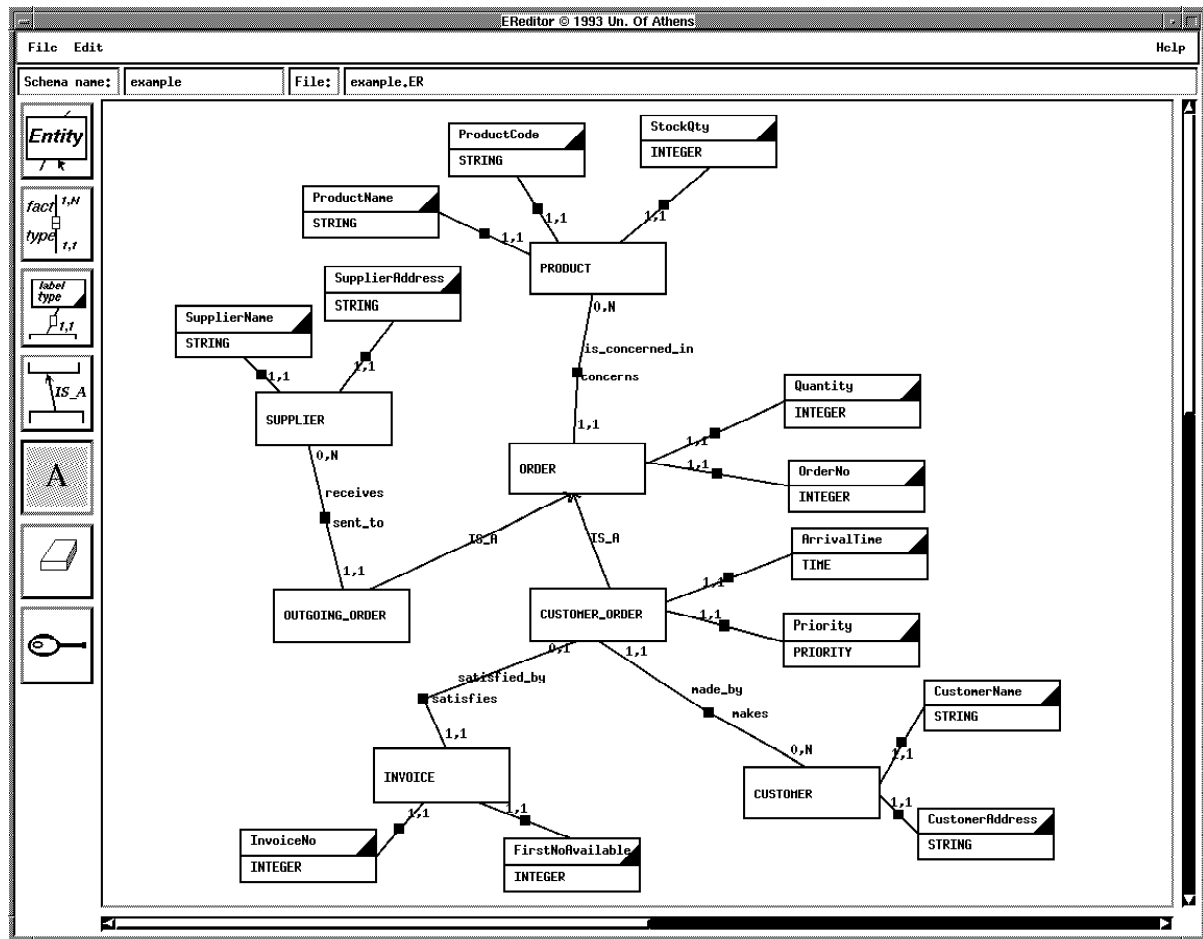 EReditor © 1993 Un. Of Athens
File Edit Help
Schema name: example File: example.ER
Entity
fact type 1,N 1,1
label type 1,1
IS_A
A
ProductCode
STRING
1,1
StockQty
INTEGER
1,1
ProductName
STRING
1,1
PRODUCT
0,N
is_concerned_in
concerns
1,1
SupplierAddress
STRING
1,1
SupplierName
STRING
1,1
SUPPLIER
0,N
receives
sent_to
1,1
Quantity
INTEGER
1,1
ORDER
1,1
OrderNo
INTEGER
IS_A
IS_A
ArrivalTime
TIME
1,1
OUTGOING_ORDER
CUSTOMER_ORDER
1,1
Priority
PRIORITY
0,1
1,1
satisfied_by
satisfies
1,1
made_by
makes
0,N
CustomerName
STRING
1,1
INVOICE
CUSTOMER
1,1
CustomerAddress
STRING
1,1
1,1
InvoiceNo
INTEGER
FirstNoAvailable
INTEGER